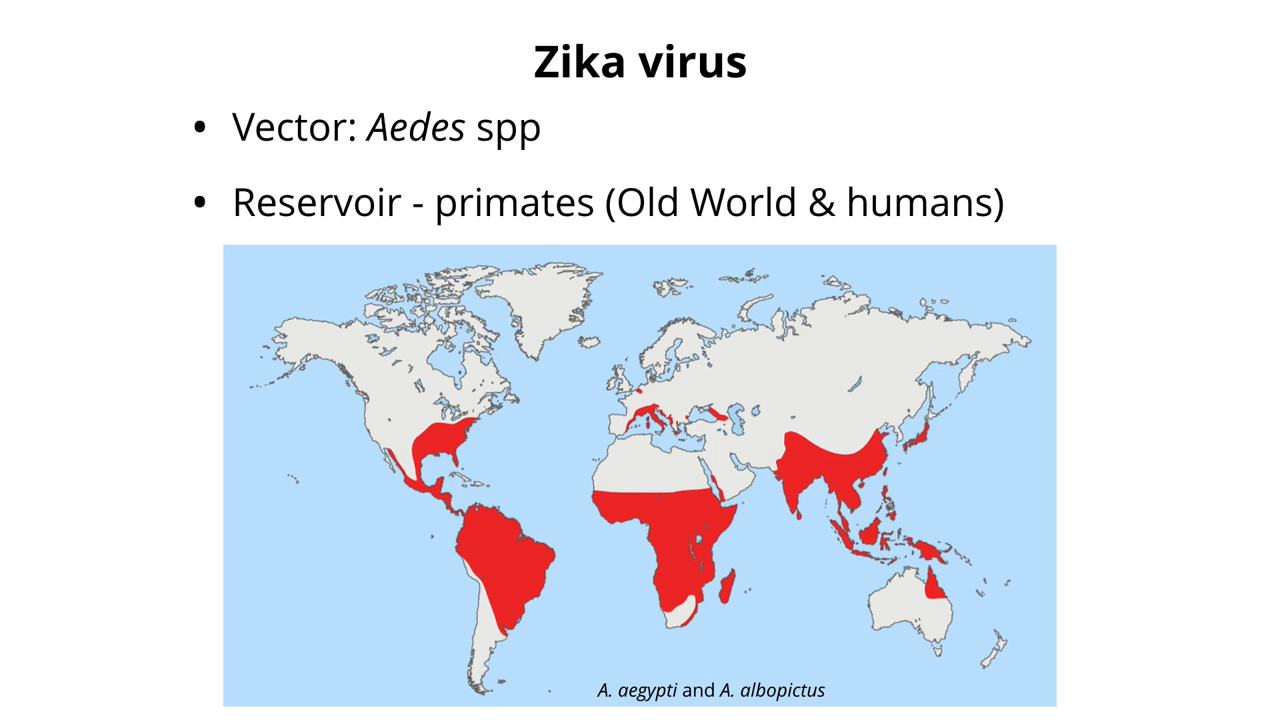 Zika virus
• Vector: Aedes spp
• Reservoir - primates (Old World & humans)
A. aegypti and A. albopictus